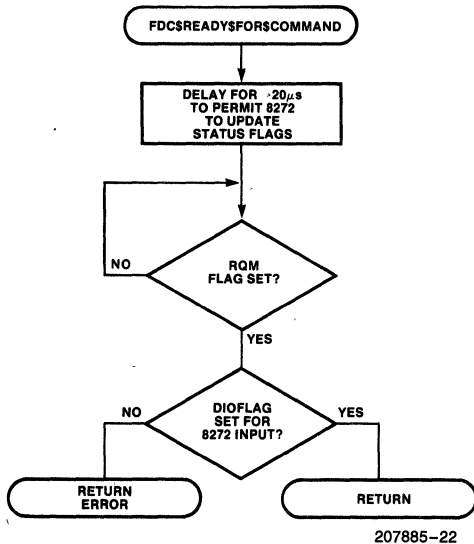 FDC$READY$FOR$COMMAND
DELAY FOR >20μs
TO PERMIT 8272
TO UPDATE
STATUS FLAGS
NO
RQM
FLAG SET?
YES
NO
DIOFLAG
SET FOR
8272 INPUT?
YES
RETURN
ERROR
RETURN
207885–22